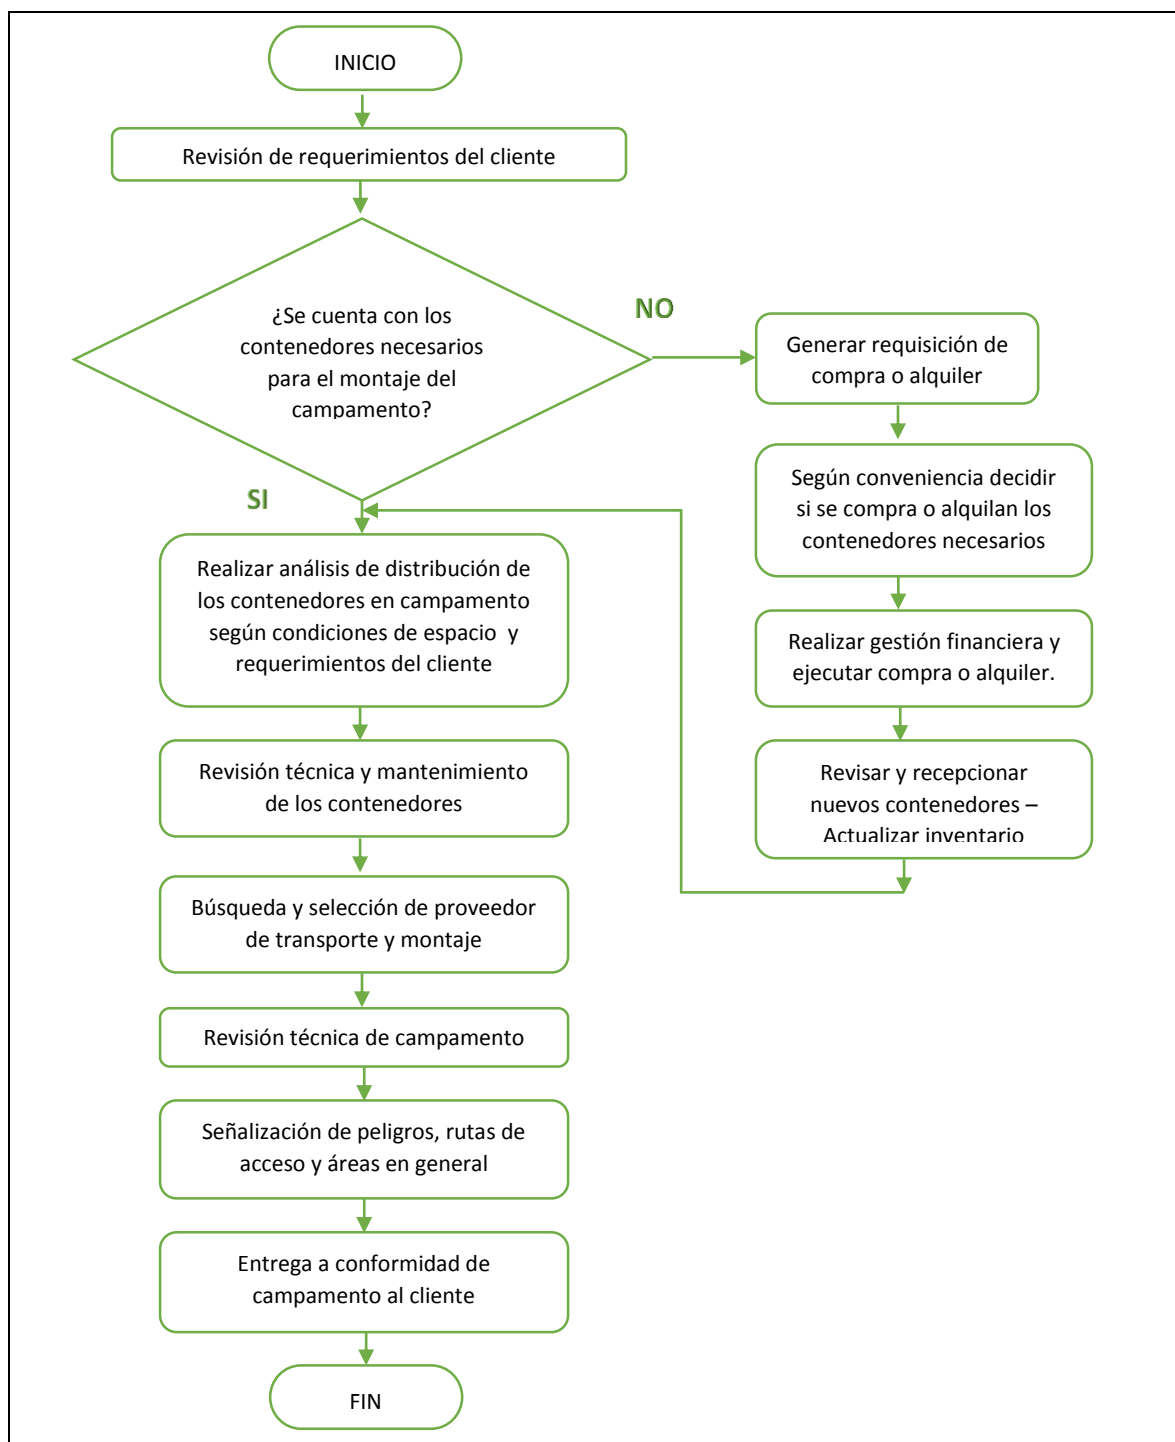 INICIO
Revisión de requerimientos del cliente
¿Se cuenta con los
contenedores necesarios
para el montaje del
campamento?
NO
Generar requisición de
compra o alquiler
Según conveniencia decidir
si se compra o alquilan los
contenedores necesarios
Realizar gestión financiera y
ejecutar compra o alquiler.
Revisar y recepcionar
nuevos contenedores –
Actualizar inventario
SI
Realizar análisis de distribución de
los contenedores en campamento
según condiciones de espacio y
requerimientos del cliente
Revisión técnica y mantenimiento
de los contenedores
Búsqueda y selección de proveedor
de transporte y montaje
Revisión técnica de campamento
Señalización de peligros, rutas de
acceso y áreas en general
Entrega a conformidad de
campamento al cliente
FIN